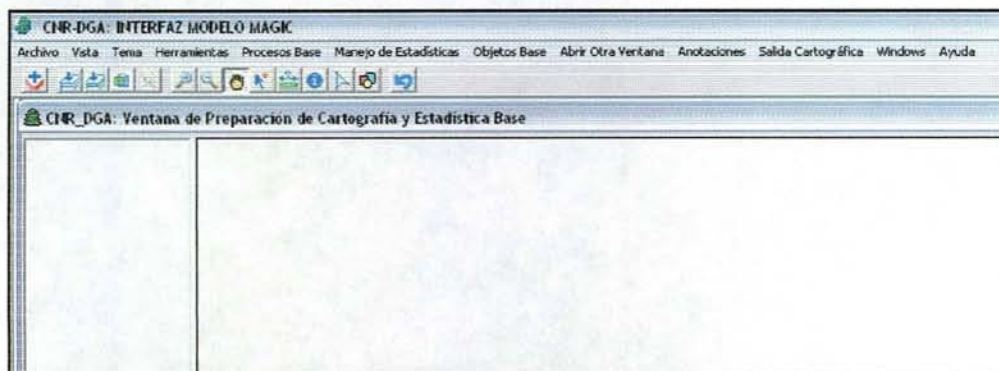 CNR-DGA: INTERFAZ MODELO MAGIC
Archivo Vista Tema Herramientas Procesos Base Manejo de Estadísticas Objetos Base Abrir Otra Ventana Anotaciones Salida Cartográfica Windows Ayuda
CNR_DGA: Ventana de Preparación de Cartografía y Estadística Base